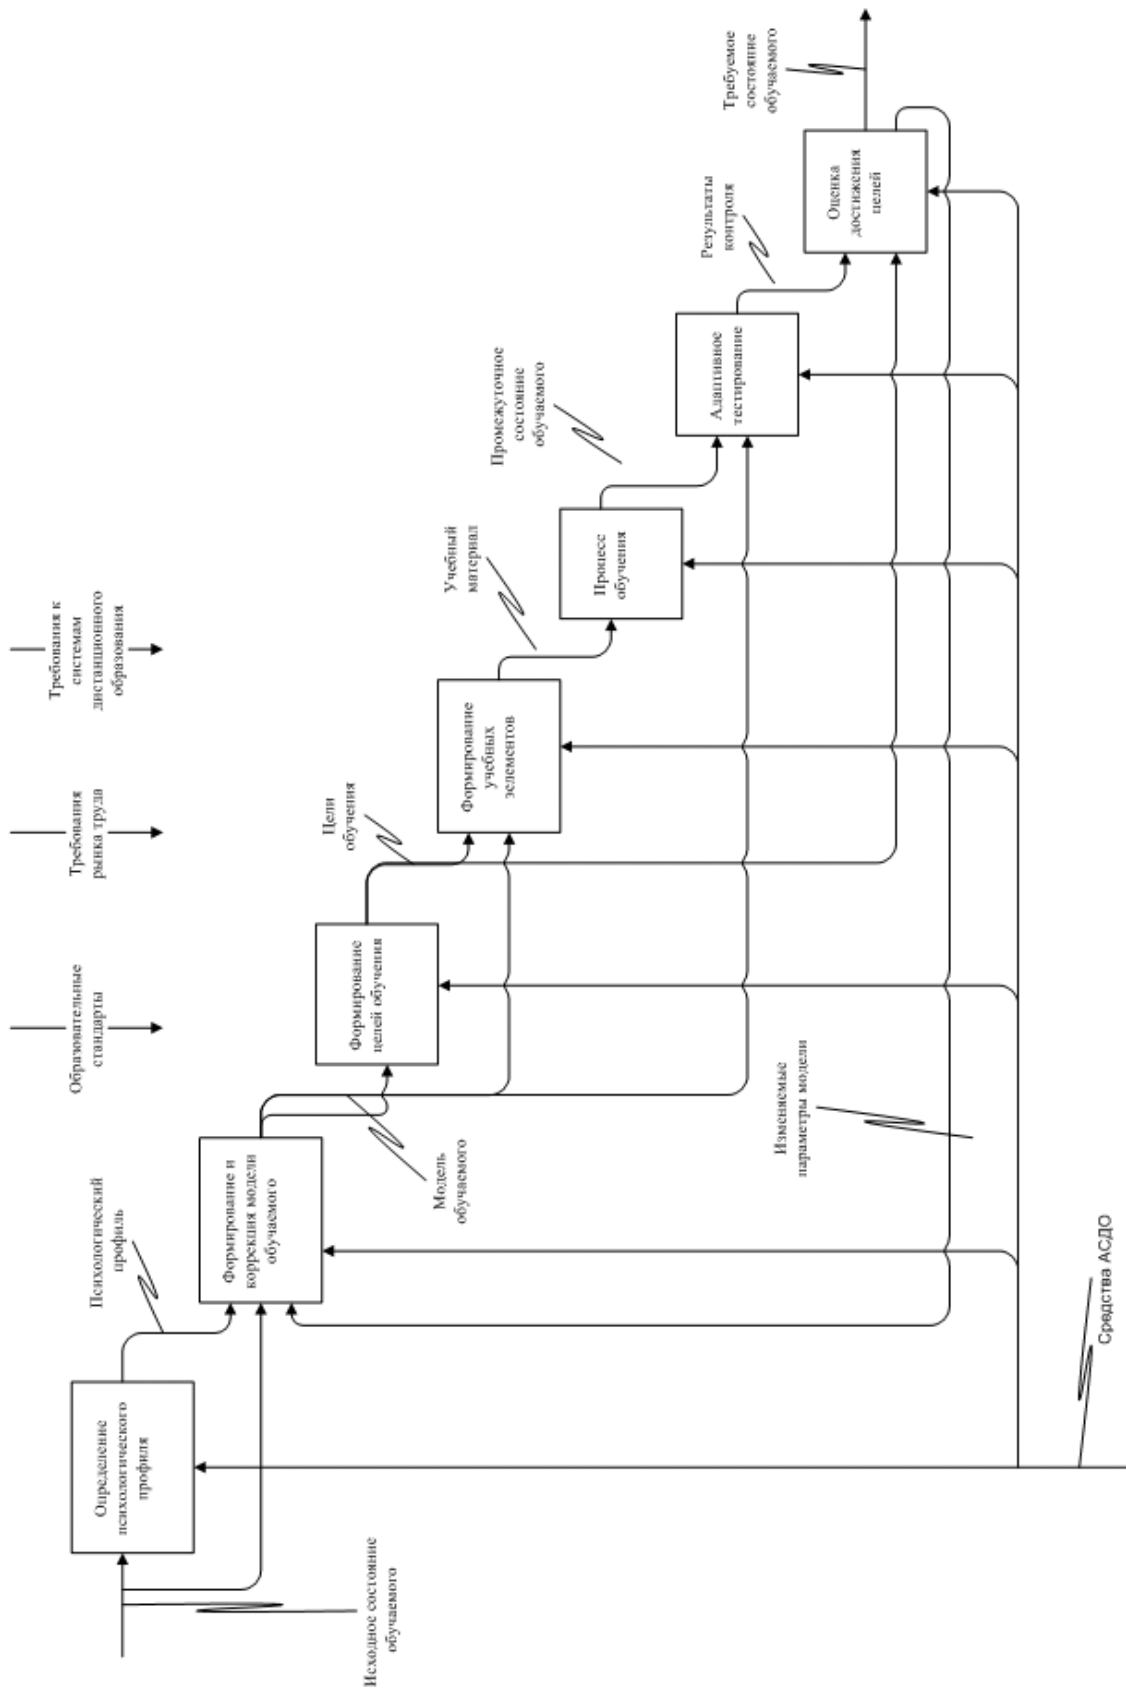 Образовательные
стандарты
Требования
рынка труда
Требования к
системам
дистанционного
образования
Исходное состояние
обучаемого
Определение
психологического
профиля
Психологический
профиль
Формирование и
коррекция модели
обучаемого
Модель
обучаемого
Формирование
целей обучения
Цели
обучения
Формирование
учебных
элементов
Учебный
материал
Процесс
обучения
Промежуточное
состояние
обучаемого
Адаптивное
тестирование
Результаты
контроля
Оценка
достижения
целей
Требуемое
состояние
обучаемого
Изменяемые
параметры модели
Средства АСДО